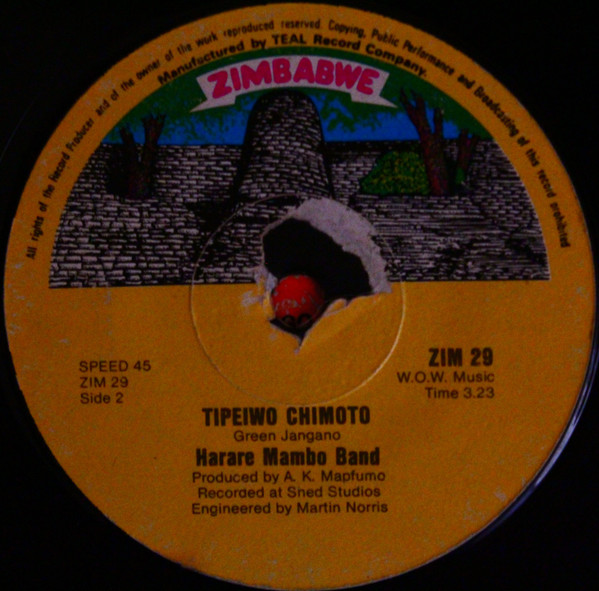 All rights of the Record Producer and of the owner of the work reproduced reserved. Copying, Public Performance and Broadcasting of this record prohibited
Manufactured by TEAL Record Company.
ZIMBABWE
SPEED 45
ZIM 29
Side 2
ZIM 29
W.O.W. Music
Time 3.23
TIPEIWO CHIMOTO
Green Jangano
Harare Mambo Band
Produced by A. K. Mapfumo
Recorded at Shed Studios
Engineered by Martin Norris